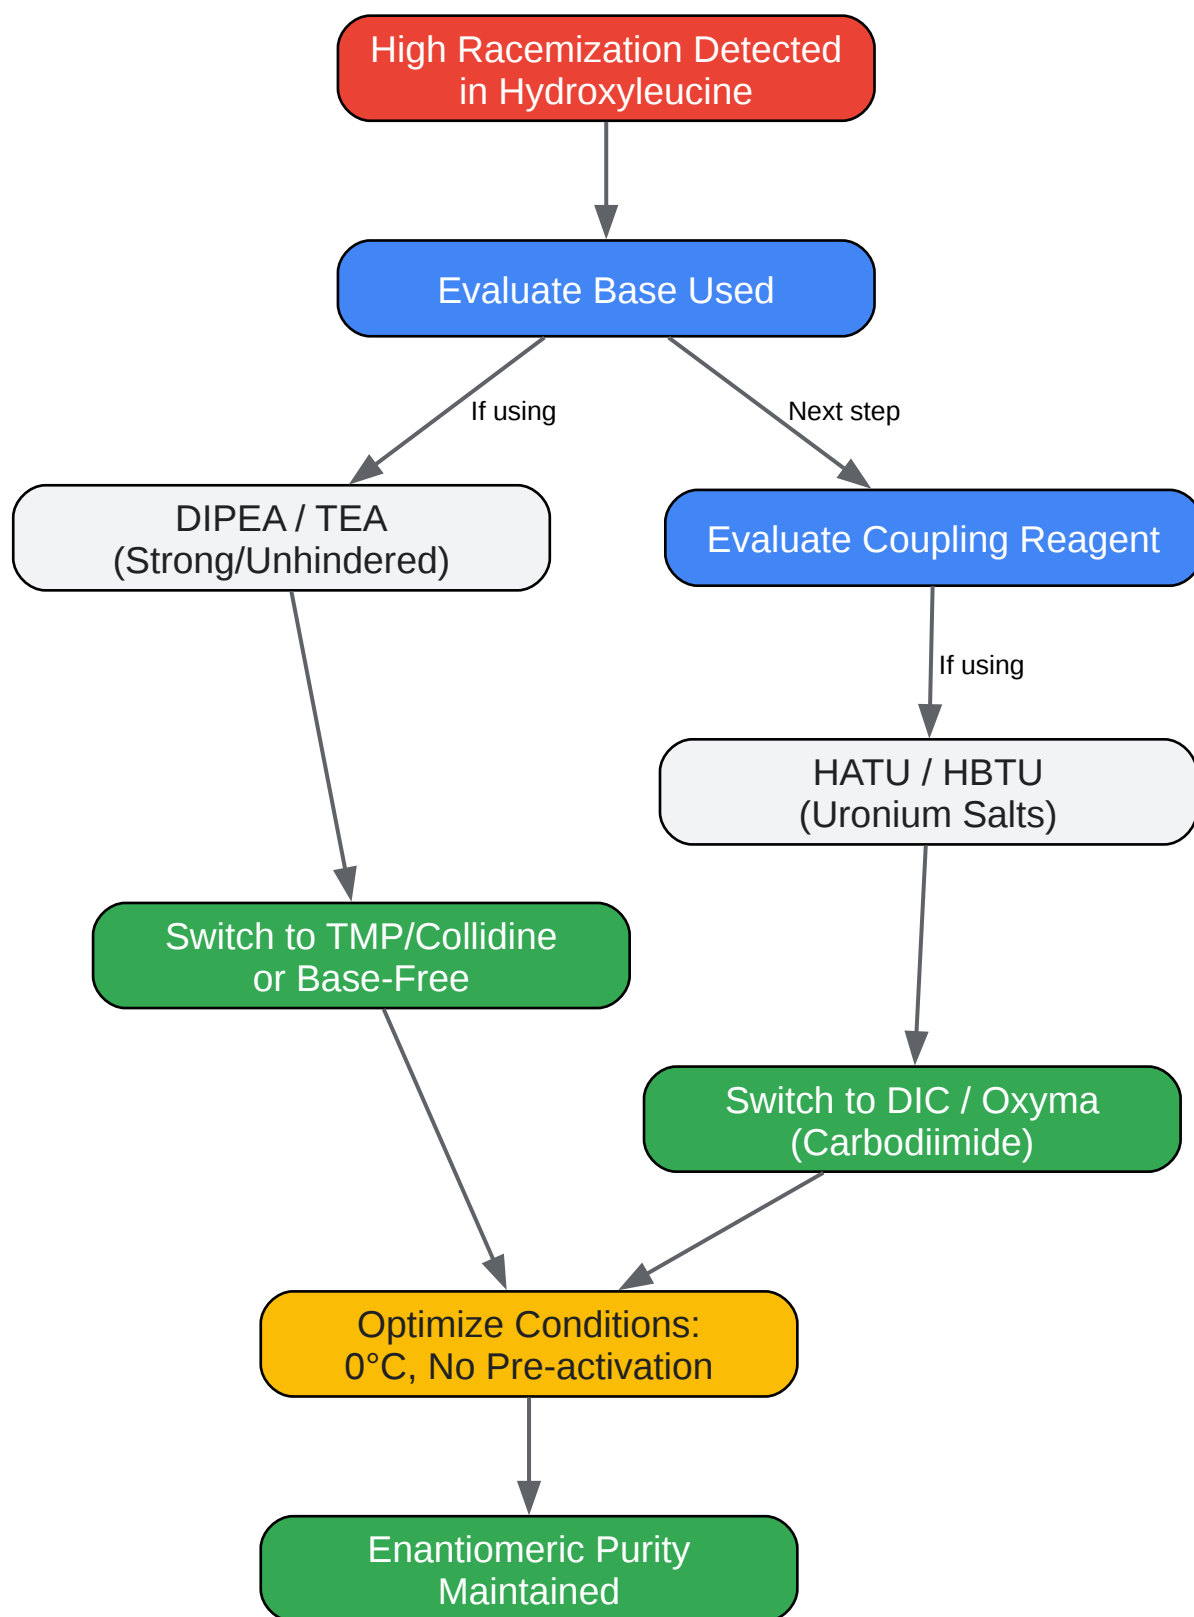 High Racemization Detected
in Hydroxyleucine
Evaluate Base Used
If using
Next step
DIPEA / TEA
(Strong/Unhindered)
Evaluate Coupling Reagent
If using
HATU / HBTU
(Uronium Salts)
Switch to TMP/Collidine
or Base-Free
Switch to DIC / Oxyma
(Carbodiimide)
Optimize Conditions:
0°C, No Pre-activation
Enantiomeric Purity
Maintained